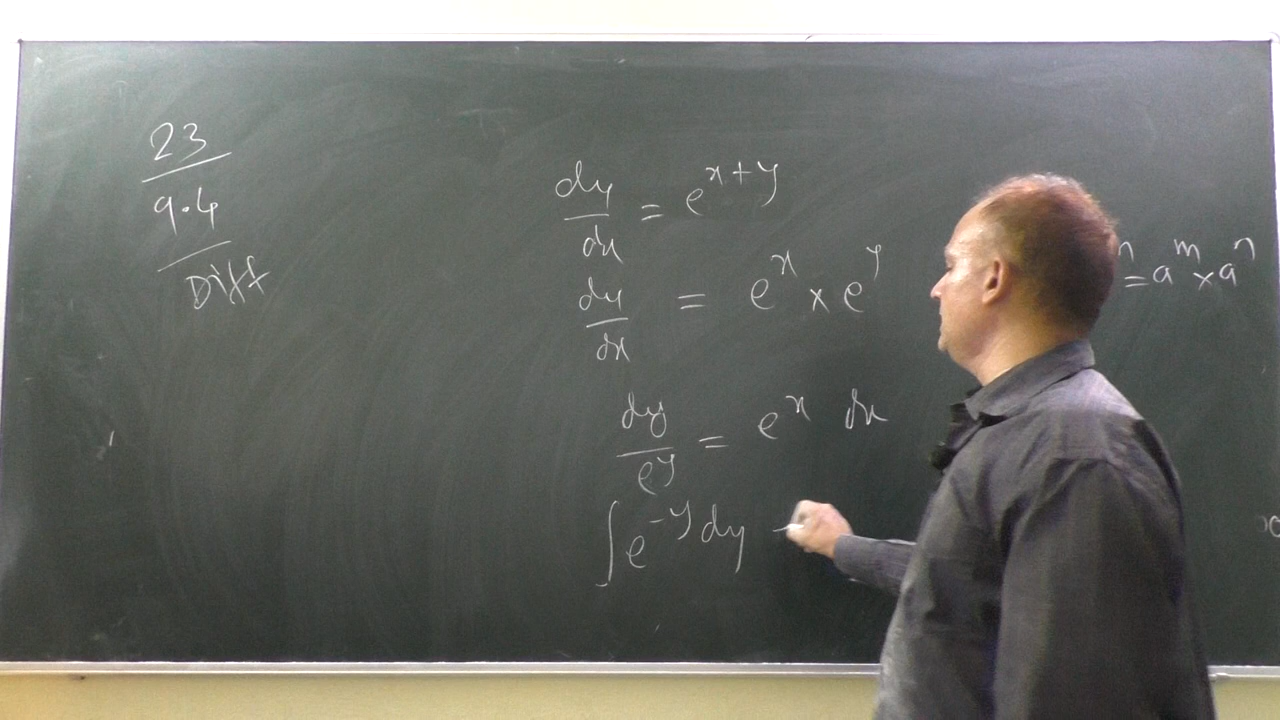 23
9.4
Diff
dy/dx = e^{x+y}
dy/dx = e^x × e^y
n = a^m × a^n
dy/e^y = e^x dx
∫ e^{-y} dy